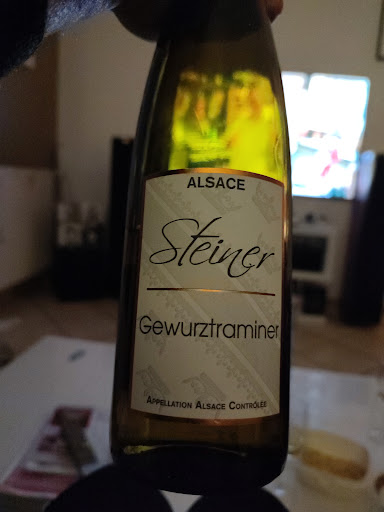 ALSACE
Steiner
Gewurztraminer
APPELLATION ALSACE CONTRÔLÉE